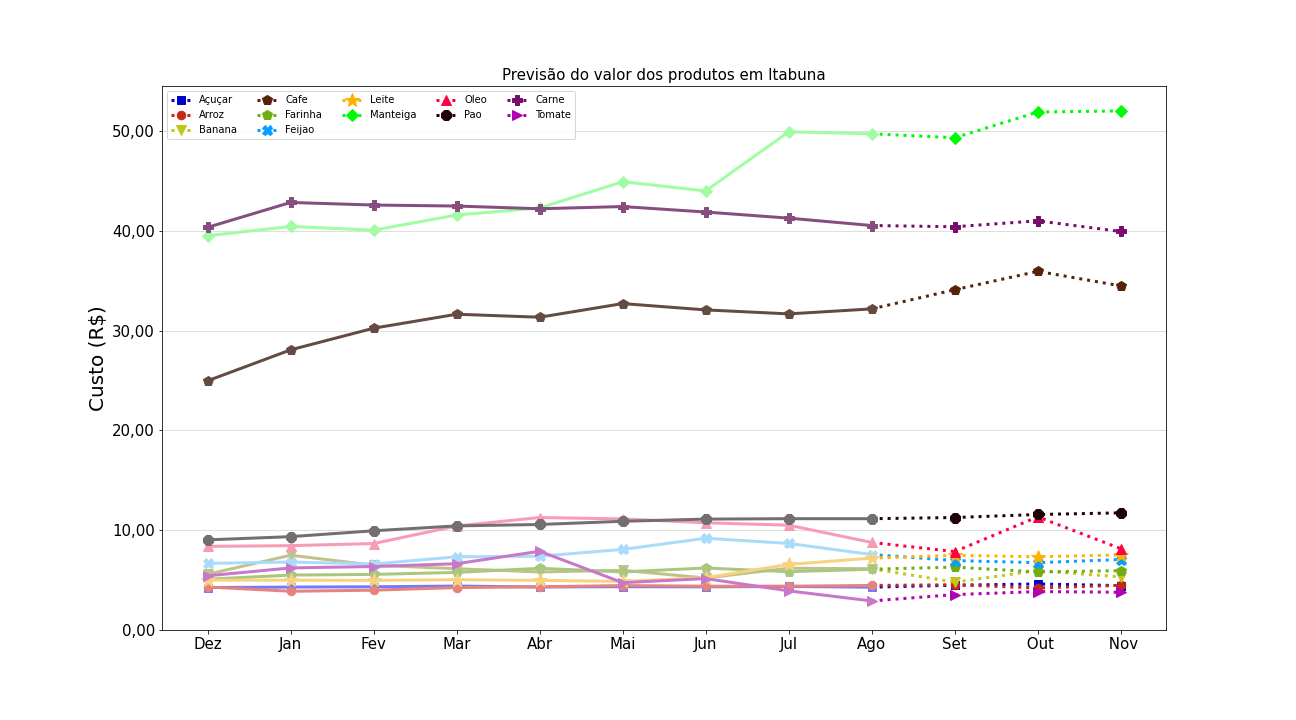 Previsão do valor dos produtos em Itabuna
Açuçar Cafe Leite Oleo Carne
Arroz Farinha Manteiga Pao Tomate
Banana Feijao
Custo (R$)
50,00
40,00
30,00
20,00
10,00
0,00
Dez Jan Fev Mar Abr Mai Jun Jul Ago Set Out Nov